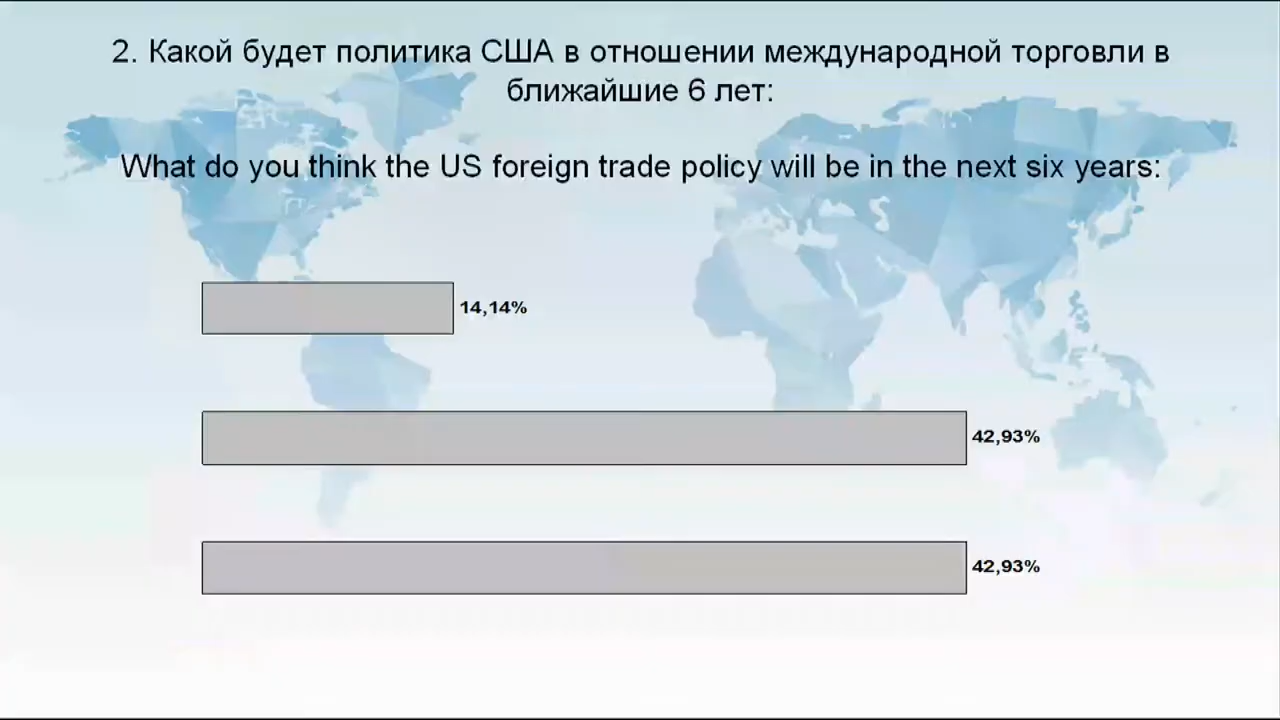 2. Какой будет политика США в отношении международной торговли в
ближайшие 6 лет:
What do you think the US foreign trade policy will be in the next six years:
14,14%
42,93%
42,93%